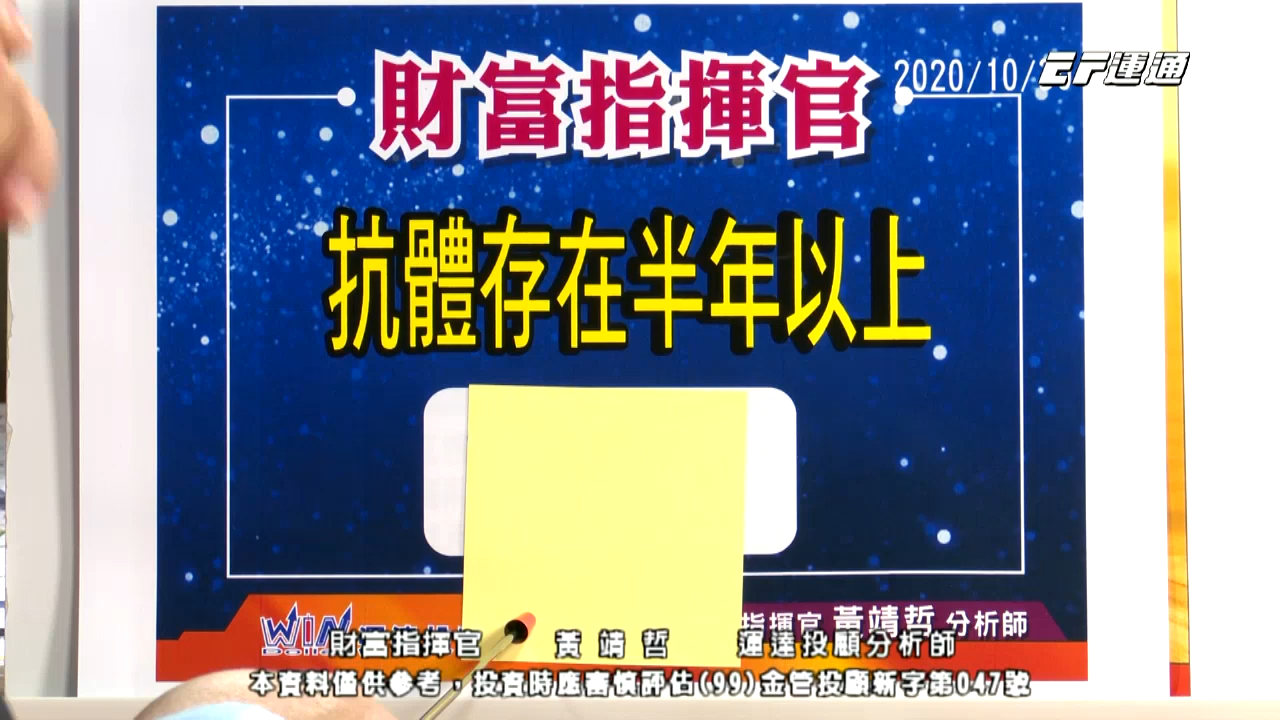 財富指揮官
2020/10/
EF運通
抗體存在半年以上
WIN
指揮官 黃靖哲 分析師
財富指揮官 黃靖哲 運達投顧分析師
本資料僅供參考，投資時應審慎評估(99)金管投顧新字第047號